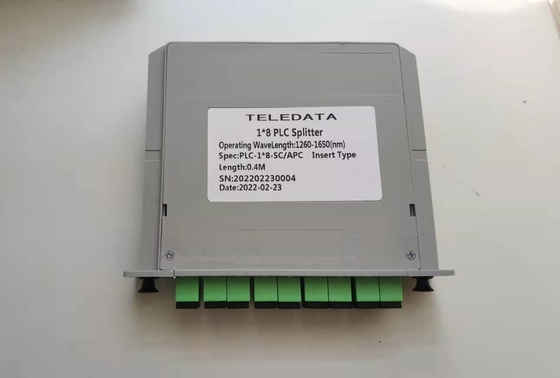 TELEDATA
1*8 PLC Splitter
Operating WaveLength:1260-1650(nm)
Spec:PLC-1*8-SC/APC Insert Type
Length:0.4M
SN:202202230004
Date:2022-02-23